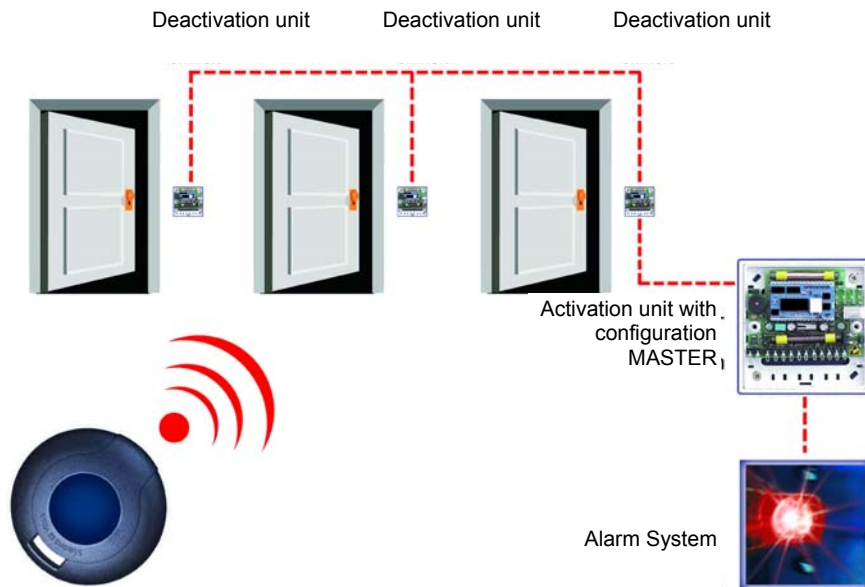 Deactivation unit
Deactivation unit
Deactivation unit
Activation unit with
configuration
MASTER
Alarm System